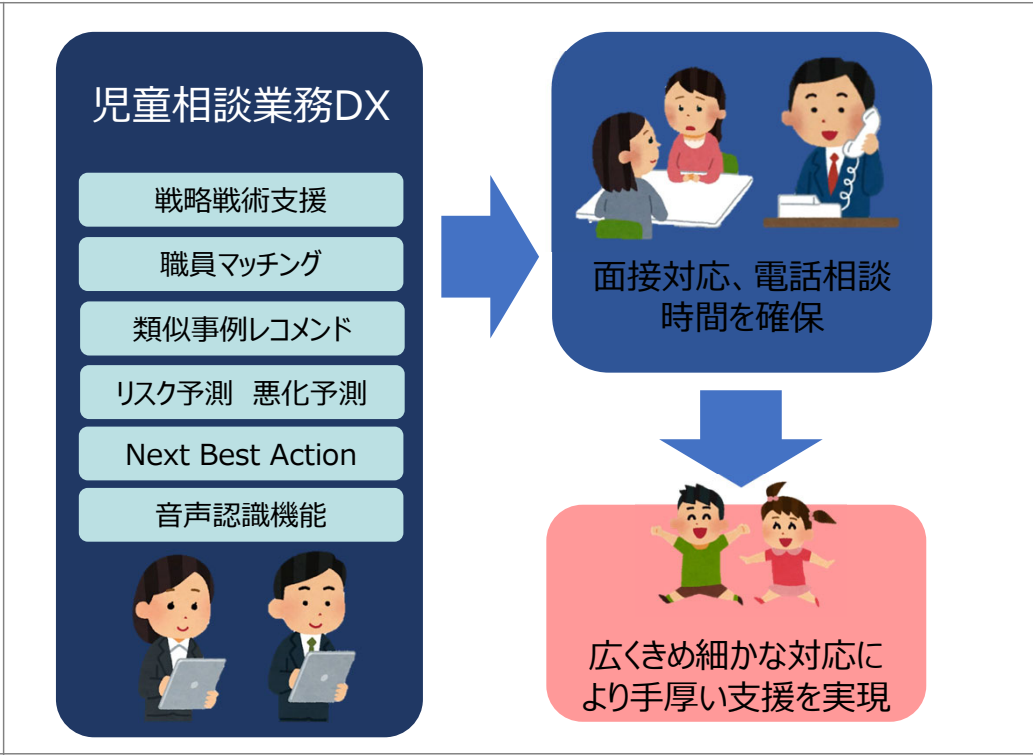 児童相談業務DX
戦略戦術支援
職員マッチング
類似事例レコメンド
リスク予測　悪化予測
Next Best Action
音声認識機能
面接対応、電話相談
時間を確保
広くきめ細かな対応に
より手厚い支援を実現